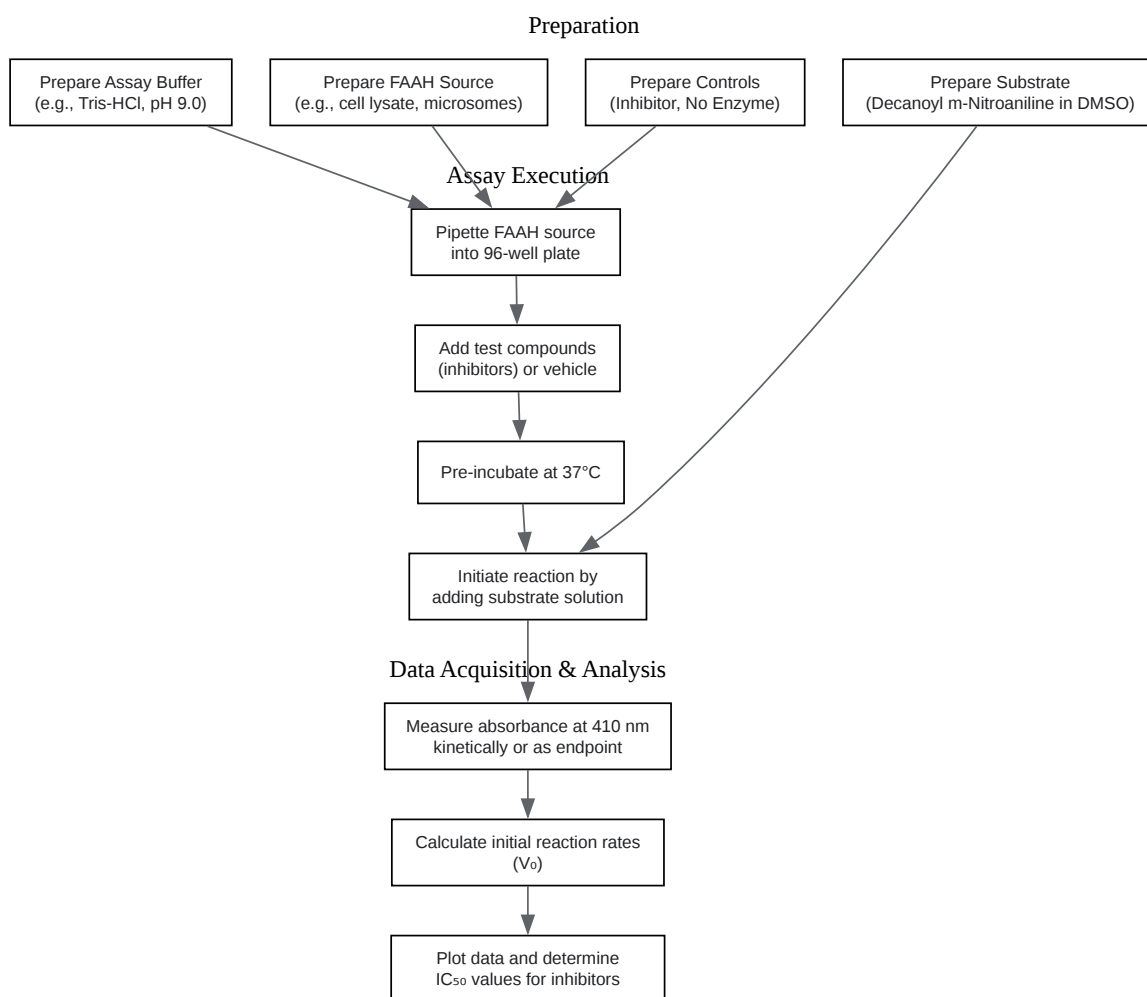 Preparation
Prepare Assay Buffer
(e.g., Tris-HCl, pH 9.0)
Prepare FAAH Source
(e.g., cell lysate, microsomes)
Prepare Controls
(Inhibitor, No Enzyme)
Prepare Substrate
(Decanoyl m-Nitroaniline in DMSO)
Assay Execution
Pipette FAAH source
into 96-well plate
Add test compounds
(inhibitors) or vehicle
Pre-incubate at 37°C
Initiate reaction by
adding substrate solution
Data Acquisition & Analysis
Measure absorbance at 410 nm
kinetically or as endpoint
Calculate initial reaction rates
(V₀)
Plot data and determine
IC₅₀ values for inhibitors